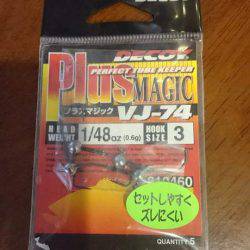 DECOY
PERFECT TUBE KEEPER
Plus MAGIC
プラスマジック VJ-74
HEAD WEIGHT 1/48oz (0.6g) HOOK SIZE 3
セットしやすく
ズレにくい
QUANTITY 5